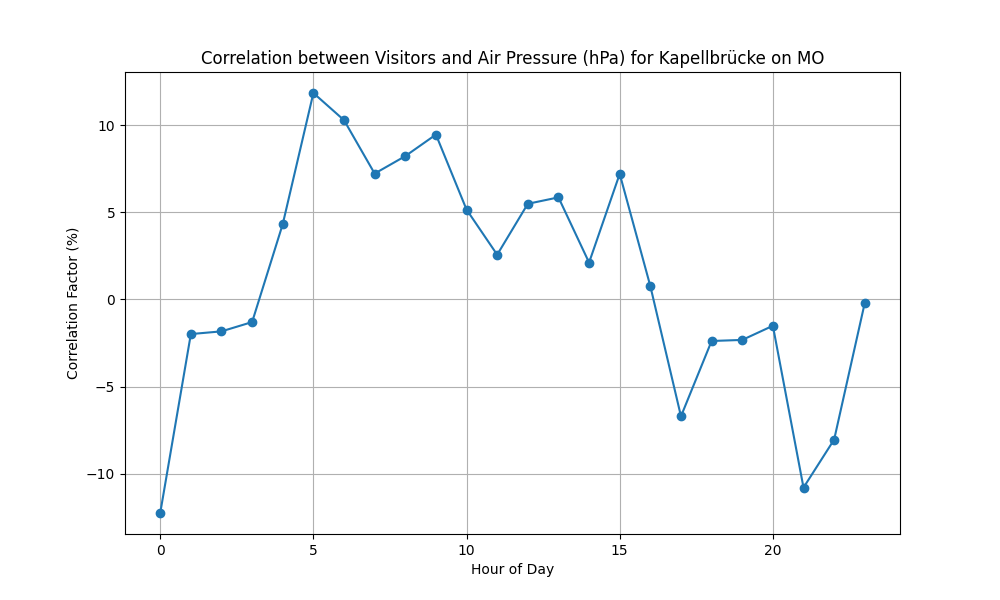 Correlation between Visitors and Air Pressure (hPa) for Kapellbrücke on MO
Correlation Factor (%)
10
5
0
−5
−10
0 5 10 15 20
Hour of Day